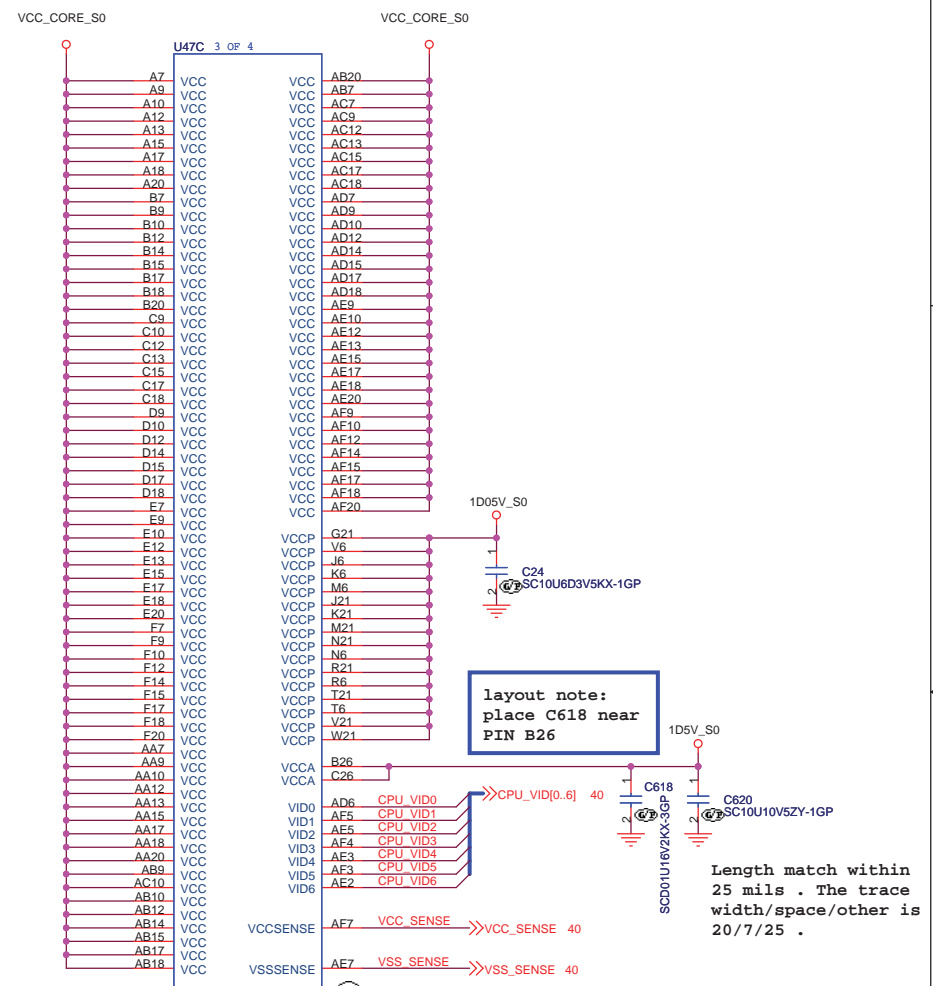 VCC_CORE_S0 VCC_CORE_S0
U47C 3 OF 4
A7 VCC VCC AB20
A9 VCC VCC AB7
A10 VCC VCC AC7
A12 VCC VCC AC9
A13 VCC VCC AC12
A15 VCC VCC AC13
A17 VCC VCC AC15
A18 VCC VCC AC17
A20 VCC VCC AC18
B7 VCC VCC AD7
B9 VCC VCC AD9
B10 VCC VCC AD10
B12 VCC VCC AD12
B14 VCC VCC AD14
B15 VCC VCC AD15
B17 VCC VCC AD17
B18 VCC VCC AD18
B20 VCC VCC AE9
C9 VCC VCC AE10
C10 VCC VCC AE12
C12 VCC VCC AE13
C13 VCC VCC AE15
C15 VCC VCC AE17
C17 VCC VCC AE18
C18 VCC VCC AE20
D9 VCC VCC AF9
D10 VCC VCC AF10
D12 VCC VCC AF12
D14 VCC VCC AF14
D15 VCC VCC AF15
D17 VCC VCC AF17
D18 VCC VCC AF18
E7 VCC VCC AF20
E9 VCC
E10 VCC VCCP G21
E12 VCC VCCP V6
E13 VCC VCCP J6
E15 VCC VCCP K6
E17 VCC VCCP M6
E18 VCC VCCP J21
E20 VCC VCCP K21
F7 VCC VCCP M21
F9 VCC VCCP N21
F10 VCC VCCP N6
F12 VCC VCCP R21
F14 VCC VCCP R6
F15 VCC VCCP T21
F17 VCC VCCP T6
F18 VCC VCCP V21
F20 VCC VCCP W21
AA7 VCC
AA9 VCC VCCA B26
AA10 VCC VCCA C26
AA12 VCC
AA13 VCC VID0 AD6 CPU_VID0
AA15 VCC VID1 AF5 CPU_VID1
AA17 VCC VID2 AE5 CPU_VID2
AA18 VCC VID3 AF4 CPU_VID3
AA20 VCC VID4 AE3 CPU_VID4
AB9 VCC VID5 AF3 CPU_VID5
AC10 VCC VID6 AE2 CPU_VID6
AB10 VCC
AB12 VCC
AB14 VCC VCCSENSE AF7 VCC_SENSE VCC_SENSE 40
AB15 VCC
AB17 VCC
AB18 VCC VSSSENSE AE7 VSS_SENSE VSS_SENSE 40
1D05V_S0
1
C24
2
SC10U6D3V5KX-1GP
layout note:
place C618 near
PIN B26
1D5V_S0
CPU_VID[0..6] 40
1
C618
2
SCD01U16V2KX-3GP
1
C620
2
SC10U10V5ZY-1GP
Length match within
25 mils . The trace
width/space/other is
20/7/25 .